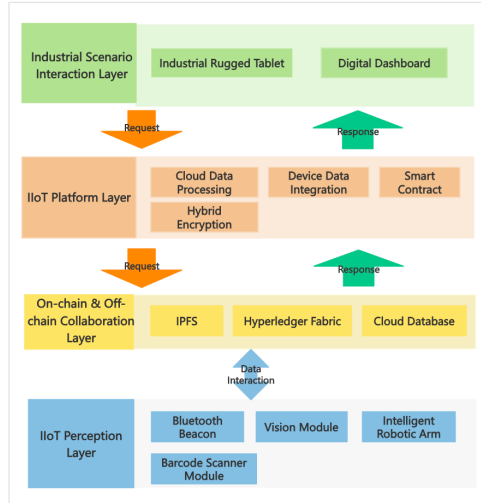 Industrial Scenario
Interaction Layer
Industrial Rugged Tablet
Digital Dashboard
Request
Response
IIoT Platform Layer
Cloud Data
Processing
Device Data
Integration
Smart
Contract
Hybrid
Encryption
Request
Response
On-chain & Off-
chain Collaboration
Layer
IPFS
Hyperledger Fabric
Cloud Database
Data
Interaction
IIoT Perception
Layer
Bluetooth
Beacon
Vision Module
Intelligent
Robotic Arm
Barcode Scanner
Module